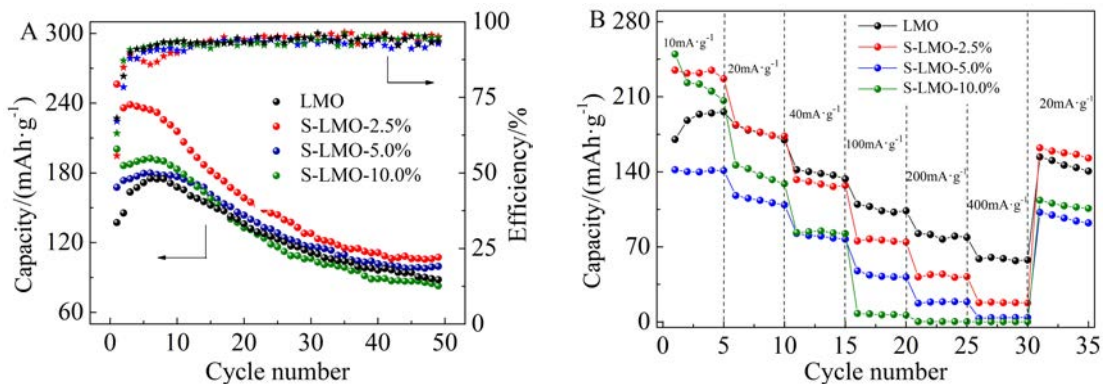 A
300
240
180
120
60
Capacity/(mAh·g⁻¹)
0
10
20
30
40
50
Cycle number
100
75
50
25
0
Efficiency/%
LMO
S-LMO-2.5%
S-LMO-5.0%
S-LMO-10.0%
B
280
210
140
70
0
Capacity/(mAh·g⁻¹)
0
5
10
15
20
25
30
35
Cycle number
LMO
S-LMO-2.5%
S-LMO-5.0%
S-LMO-10.0%
10mA·g⁻¹
20mA·g⁻¹
40mA·g⁻¹
100mA·g⁻¹
200mA·g⁻¹
400mA·g⁻¹
20mA·g⁻¹